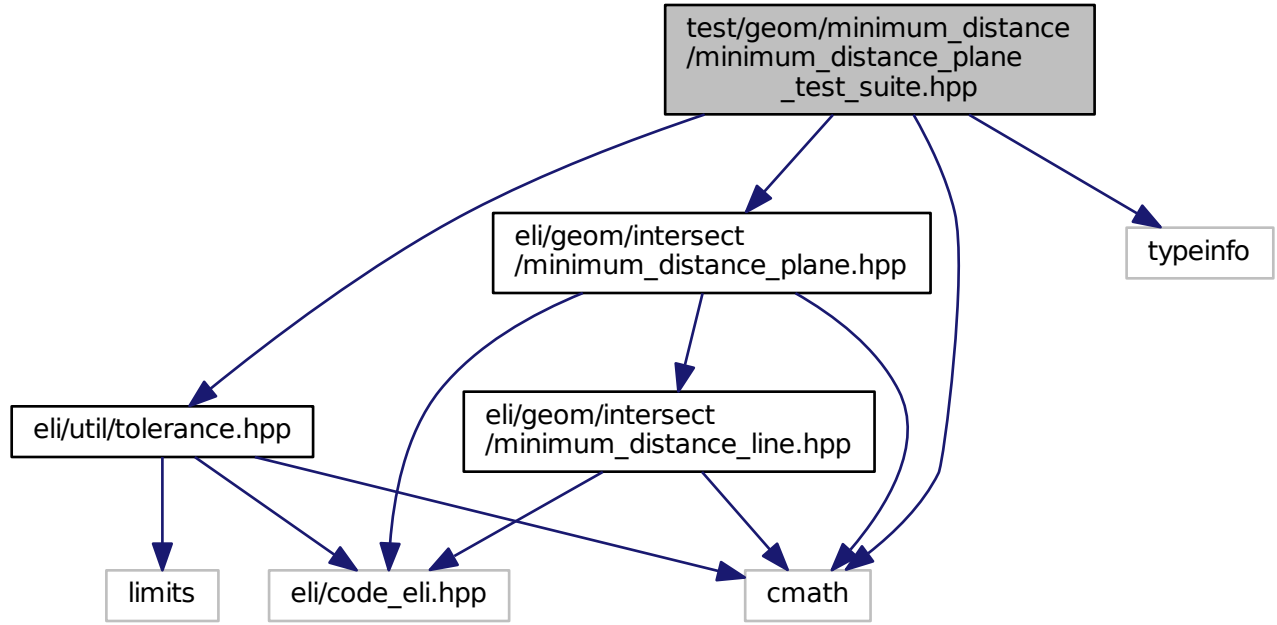 test/geom/minimum_distance
/minimum_distance_plane
_test_suite.hpp
eli/geom/intersect
/minimum_distance_plane.hpp
typeinfo
eli/util/tolerance.hpp
eli/geom/intersect
/minimum_distance_line.hpp
limits
eli/code_eli.hpp
cmath